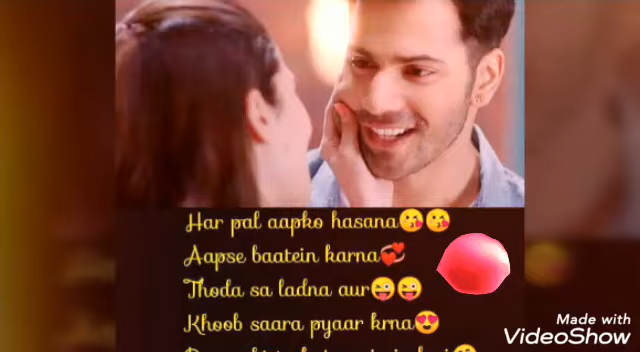 Har pal aapko hasana😘😘
Aapse baatein karna💞
Thoda sa ladna aur😜😜
Khoob saara pyaar krna😍
Made with
VideoShow